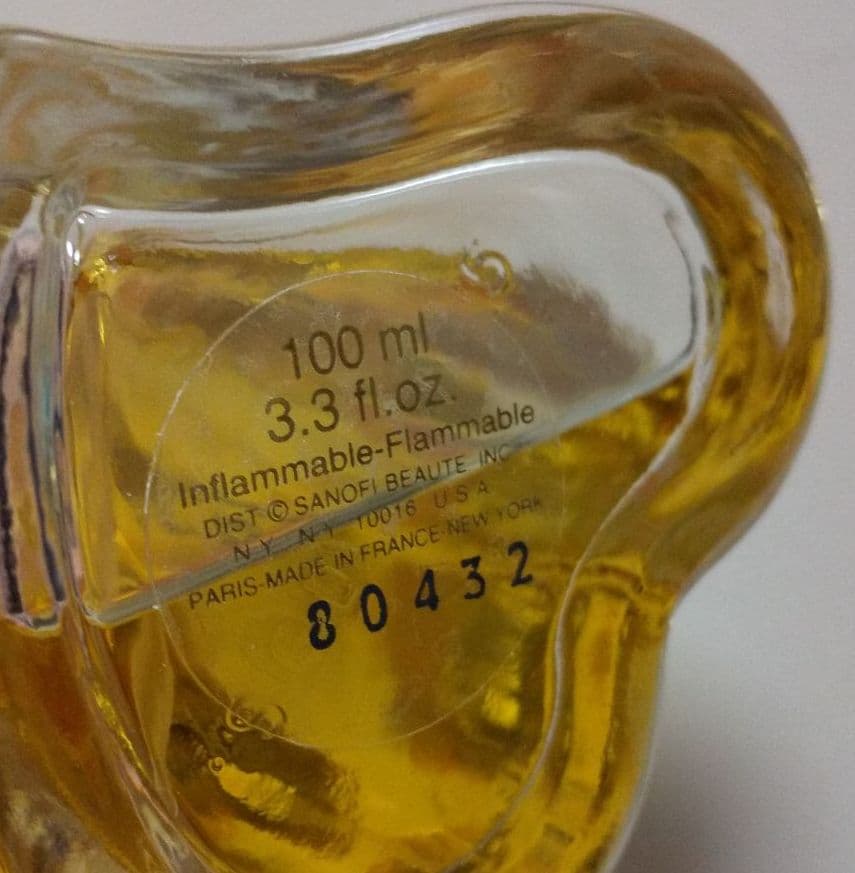 100 ml
3.3 fl.oz.
Inflammable-Flammable
DIST © SANOFI BEAUTE INC
N Y N Y 10016 U S A
PARIS-MADE IN FRANCE-NEW YORK
80432